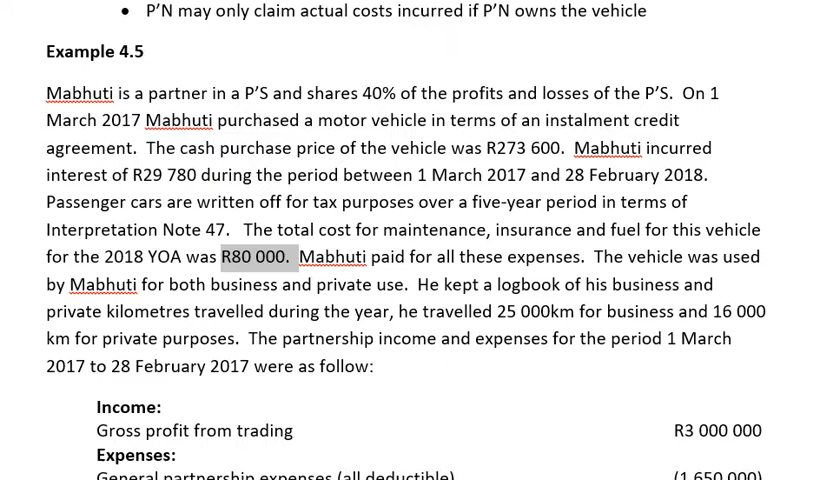 • P'N may only claim actual costs incurred if P'N owns the vehicle
Example 4.5
Mabhuti is a partner in a P'S and shares 40% of the profits and losses of the P'S. On 1
March 2017 Mabhuti purchased a motor vehicle in terms of an instalment credit
agreement. The cash purchase price of the vehicle was R273 600. Mabhuti incurred
interest of R29 780 during the period between 1 March 2017 and 28 February 2018.
Passenger cars are written off for tax purposes over a five-year period in terms of
Interpretation Note 47. The total cost for maintenance, insurance and fuel for this vehicle
for the 2018 YOA was R80 000. Mabhuti paid for all these expenses. The vehicle was used
by Mabhuti for both business and private use. He kept a logbook of his business and
private kilometres travelled during the year, he travelled 25 000km for business and 16 000
km for private purposes. The partnership income and expenses for the period 1 March
2017 to 28 February 2017 were as follow:
Income:
Gross profit from trading R3 000 000
Expenses:
General partnership expenses (all deductible) (1 650 000)